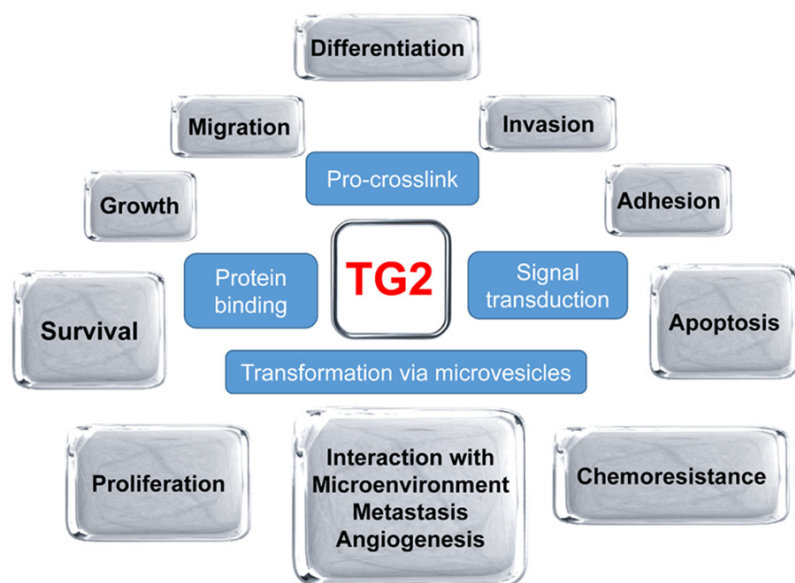 Differentiation
Migration
Invasion
Pro-crosslink
Growth
Adhesion
Protein
binding
TG2
Signal
transduction
Survival
Apoptosis
Transformation via microvesicles
Proliferation
Interaction with
Microenvironment
Metastasis
Angiogenesis
Chemoresistance